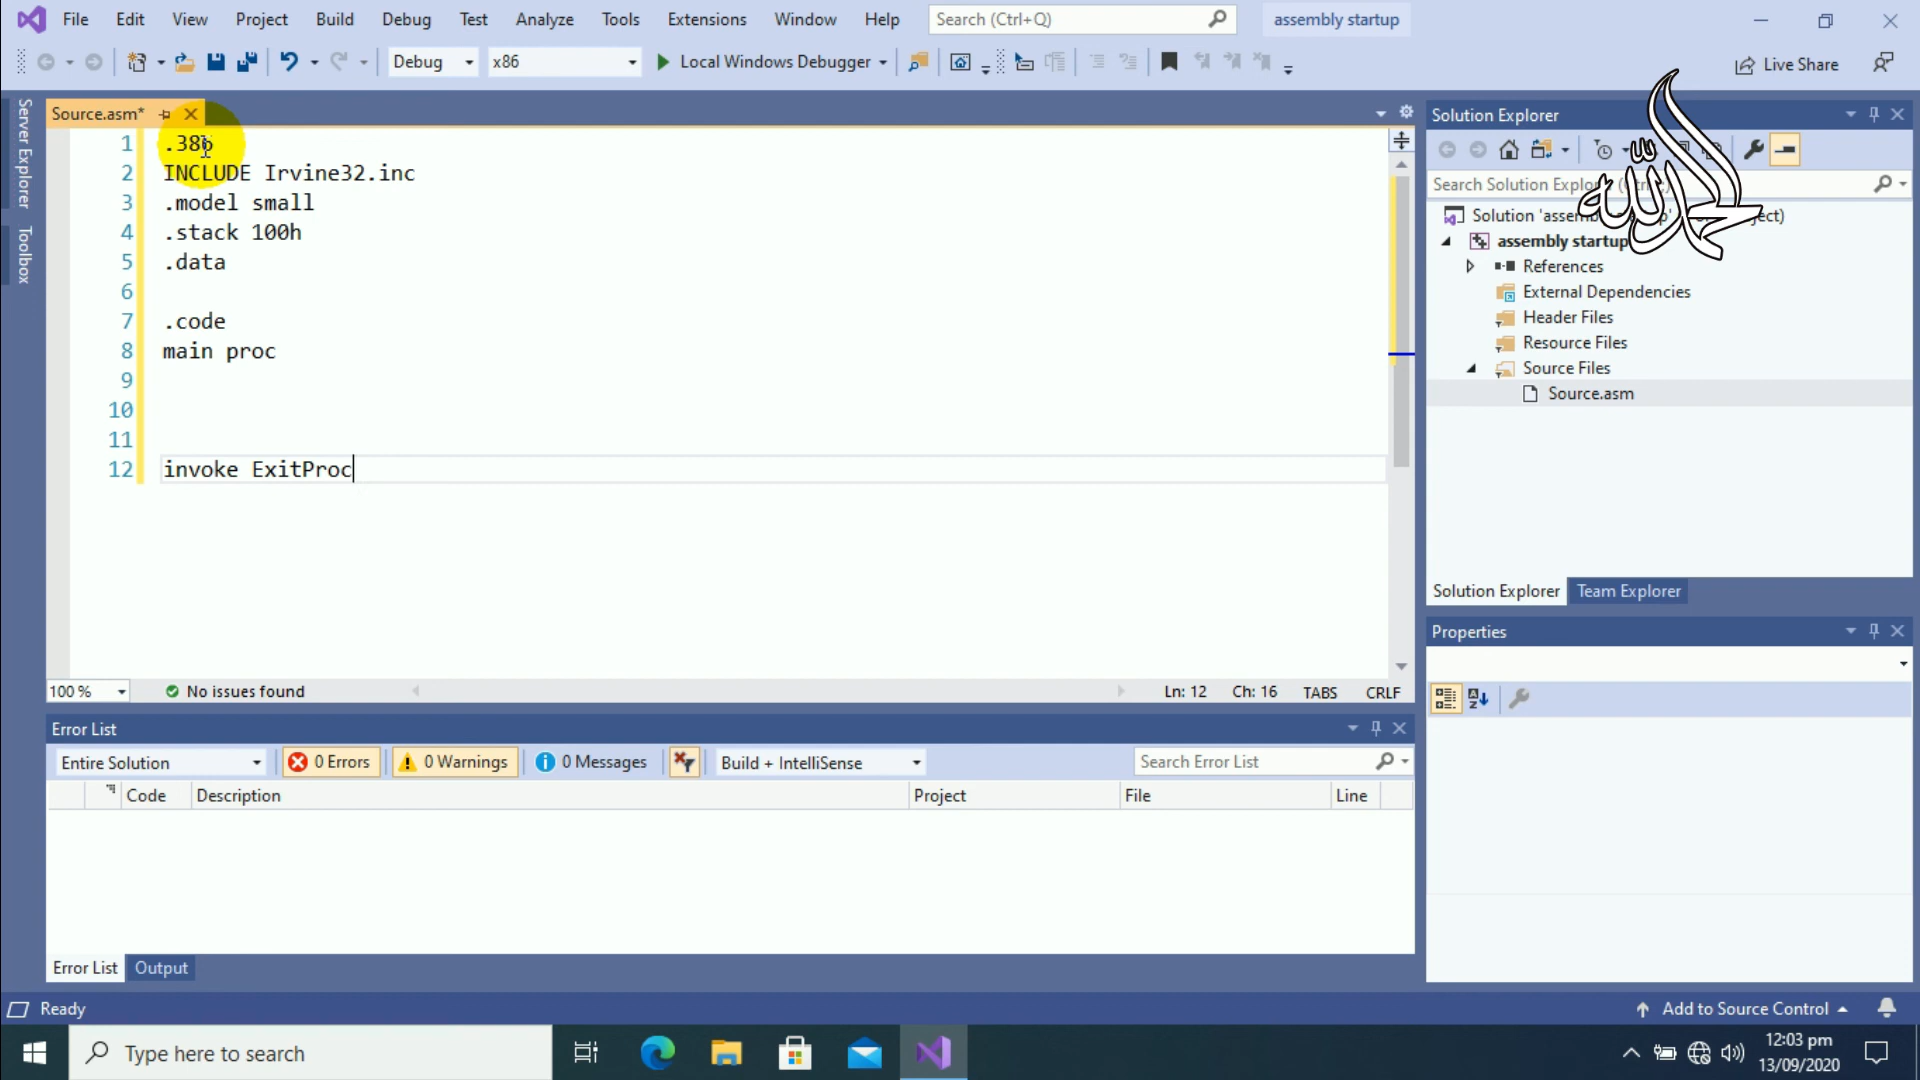 File Edit View Project Build Debug Test Analyze Tools Extensions Window Help Search (Ctrl+Q) assembly startup
Debug x86 Local Windows Debugger Live Share
Server Explorer
Toolbox
Source.asm*
1 .386
2 INCLUDE Irvine32.inc
3 .model small
4 .stack 100h
5 .data
6
7 .code
8 main proc
9
10
11
12 invoke ExitProc
100 % No issues found Ln: 12 Ch: 16 TABS CRLF
Solution Explorer
Search Solution
Solution
assembly startup
References
External Dependencies
Header Files
Resource Files
Source Files
Source.asm
Solution Explorer Team Explorer
Properties
الحمدلله
Error List
Entire Solution 0 Errors 0 Warnings 0 Messages Build + IntelliSense Search Error List
Code Description Project File Line
Error List Output
Ready Add to Source Control
Type here to search
12:03 pm
13/09/2020